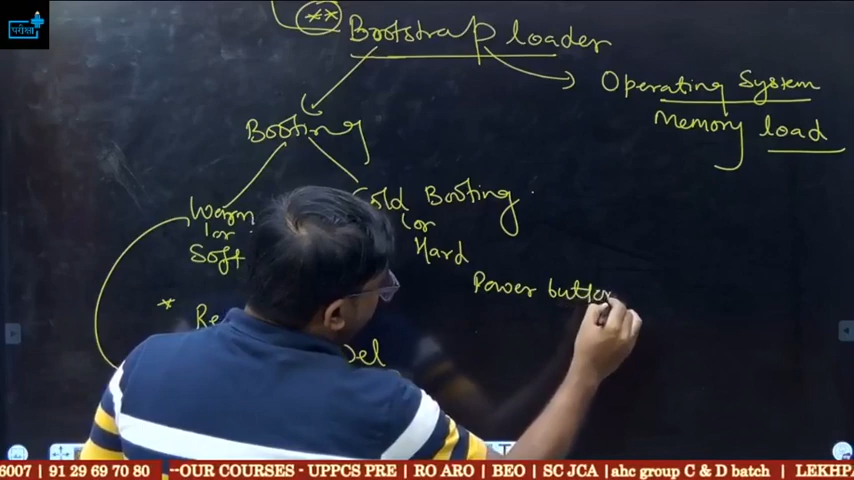 परीक्षा
** Bootstrap loader
Operating System
Memory load
Booting
Warm
or
Soft
Cold Booting
or
Hard
Power button
* Re
Del
6007 | 91 29 69 70 80 --OUR COURSES - UPPCS PRE | RO ARO | BEO | SC JCA |ahc group C & D batch | LEKHPA